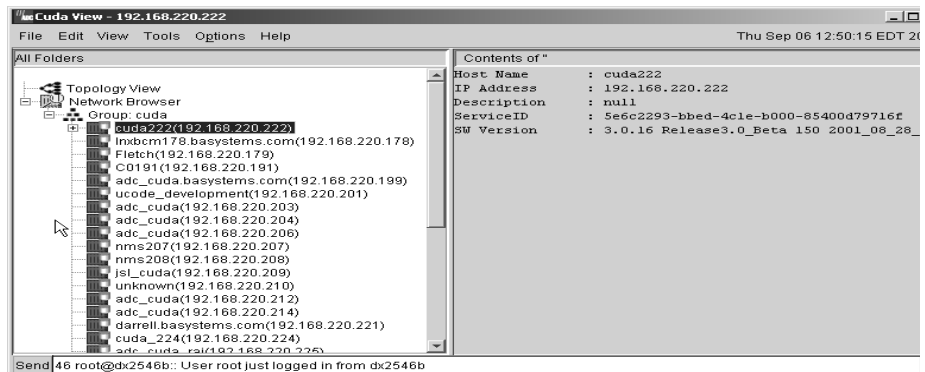 Cuda View - 192.168.220.222
File Edit View Tools Options Help
Thu Sep 06 12:50:15 EDT 20
All Folders
Contents of "
Topology View
Network Browser
Group: cuda
cuda222(192.168.220.222)
lnxbcm178.basystems.com(192.168.220.178)
Fletch(192.168.220.179)
C0191(192.168.220.191)
adc_cuda.basystems.com(192.168.220.199)
ucode_development(192.168.220.201)
adc_cuda(192.168.220.203)
adc_cuda(192.168.220.204)
adc_cuda(192.168.220.206)
nms207(192.168.220.207)
nms208(192.168.220.208)
jsl_cuda(192.168.220.209)
unknown(192.168.220.210)
adc_cuda(192.168.220.212)
adc_cuda(192.168.220.214)
darrell.basystems.com(192.168.220.221)
cuda_224(192.168.220.224)
adc_cuda_raj(192.168.220.225)
Host Name : cuda222
IP Address : 192.168.220.222
Description : null
ServiceID : 5e6c2293-bbed-4c1e-b000-85400d79716f
SW Version : 3.0.16 Release3.0_Beta 150 2001_08_28_
Send 46 root@dx2546b:: User root just logged in from dx2546b